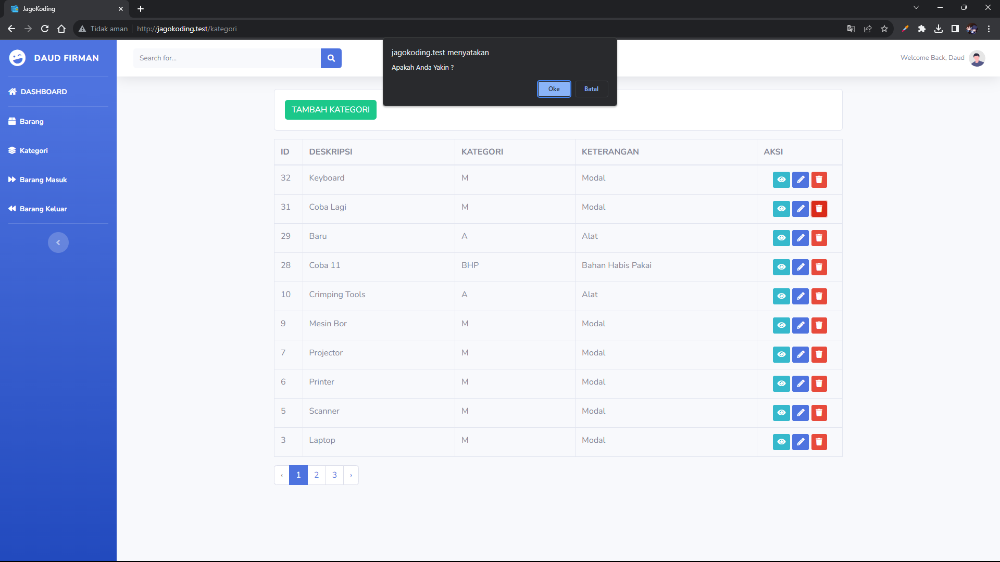 JagoKoding
Tidak aman http://jagokoding.test/kategori
jagokoding.test menyatakan
Apakah Anda Yakin ?
Oke Batal
DAUD FIRMAN
Search for...
Welcome Back, Daud
DASHBOARD
Barang
Kategori
Barang Masuk
Barang Keluar
TAMBAH KATEGORI
ID DESKRIPSI KATEGORI KETERANGAN AKSI
32 Keyboard M Modal
31 Coba Lagi M Modal
29 Baru A Alat
28 Coba 11 BHP Bahan Habis Pakai
10 Crimping Tools A Alat
9 Mesin Bor M Modal
7 Projector M Modal
6 Printer M Modal
5 Scanner M Modal
3 Laptop M Modal
‹ 1 2 3 ›